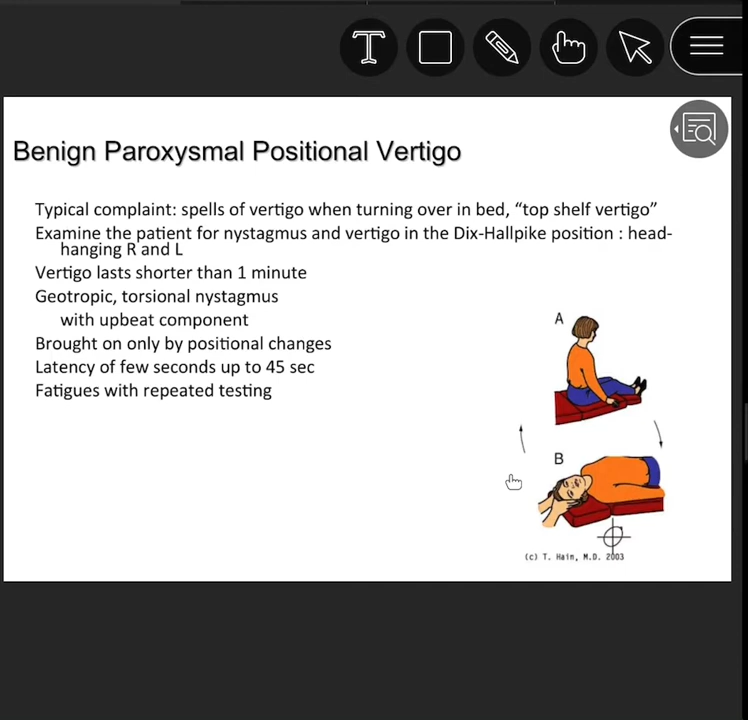 T
Benign Paroxysmal Positional Vertigo
Typical complaint: spells of vertigo when turning over in bed, “top shelf vertigo”
Examine the patient for nystagmus and vertigo in the Dix-Hallpike position : head-
hanging R and L
Vertigo lasts shorter than 1 minute
Geotropic, torsional nystagmus
with upbeat component
Brought on only by positional changes
Latency of few seconds up to 45 sec
Fatigues with repeated testing
A
B
(c) T. Hain, M.D. 2003